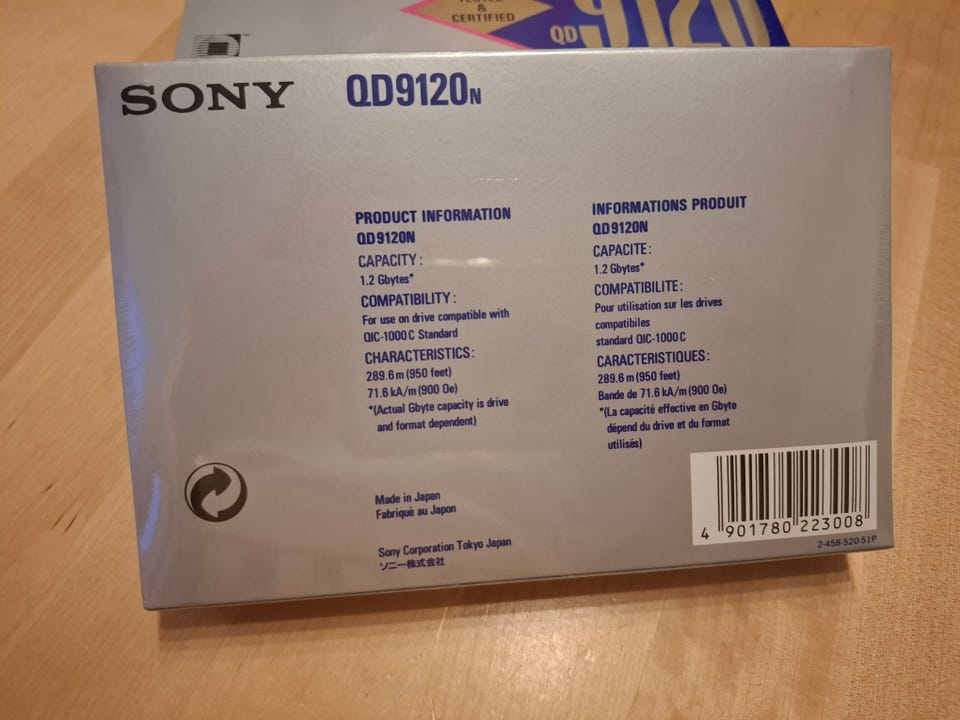 TESTED
&
CERTIFIED
QD 9120
SONY QD9120N
PRODUCT INFORMATION
QD9120N
CAPACITY:
1.2 Gbytes*
COMPATIBILITY:
For use on drive compatible with
QIC-1000C Standard
CHARACTERISTICS:
289.6 m (950 feet)
71.6 kA/m (900 Oe)
*(Actual Gbyte capacity is drive
and format dependent)
INFORMATIONS PRODUIT
QD9120N
CAPACITE:
1.2 Gbytes*
COMPATIBILITE:
Pour utilisation sur les drives
compatibiles
standard QIC-1000C
CARACTERISTIQUES:
289.6 m (950 feet)
Bande de 71.6 kA/m (900 Oe)
*(La capacité effective en Gbyte
dépend du drive et du format
utilisés)
Made in Japan
Fabriqué au Japon
Sony Corporation Tokyo Japan
ソニー株式会社
4 901780 223008
2-458-520-51P